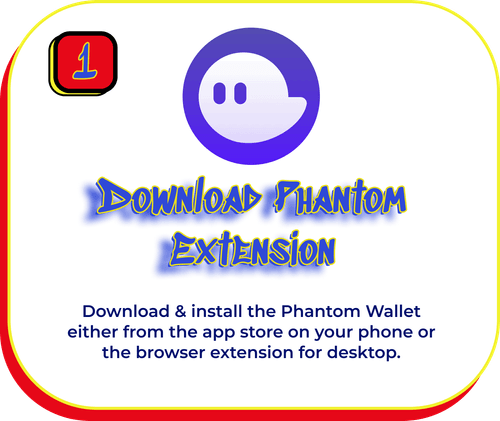 1
Download Phantom
Extension
Download & install the Phantom Wallet
either from the app store on your phone or
the browser extension for desktop.